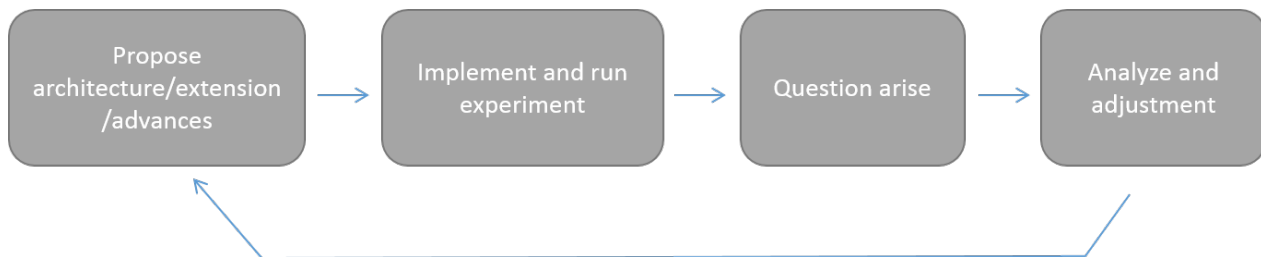 Propose
architecture/extension
/advances
Implement and run
experiment
Question arise
Analyze and
adjustment